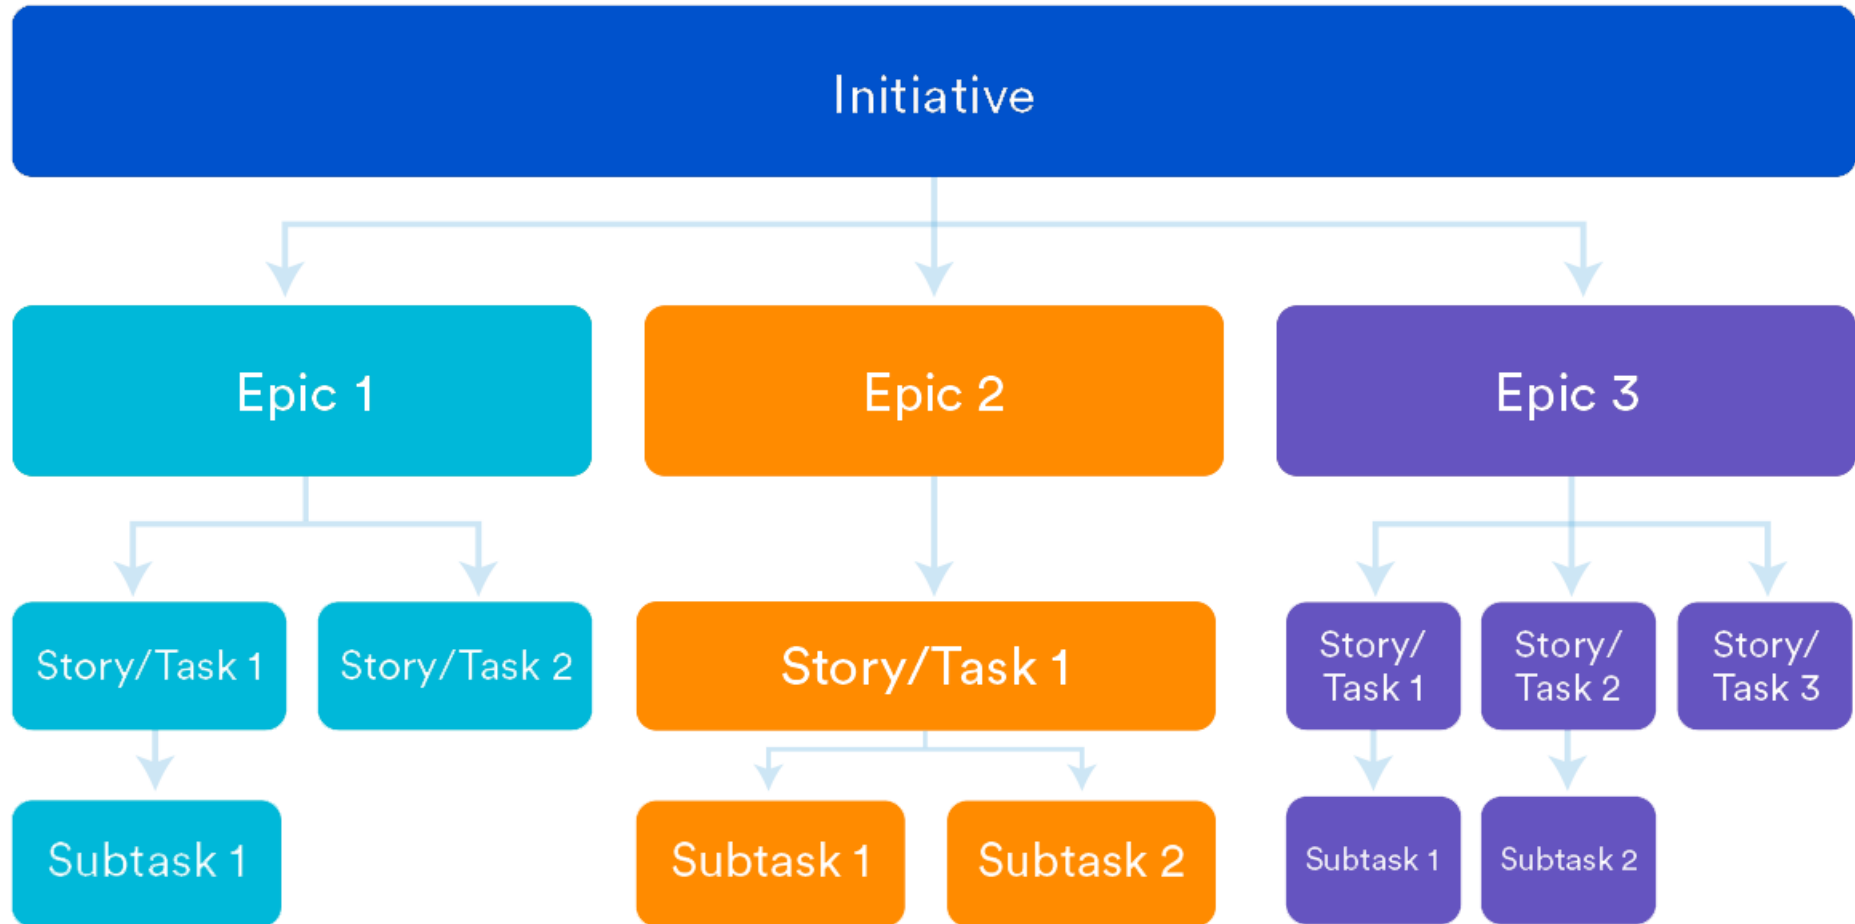 Initiative
Epic 1
Epic 2
Epic 3
Story/Task 1
Story/Task 2
Story/Task 1
Story/
Task 1
Story/
Task 2
Story/
Task 3
Subtask 1
Subtask 1
Subtask 2
Subtask 1
Subtask 2